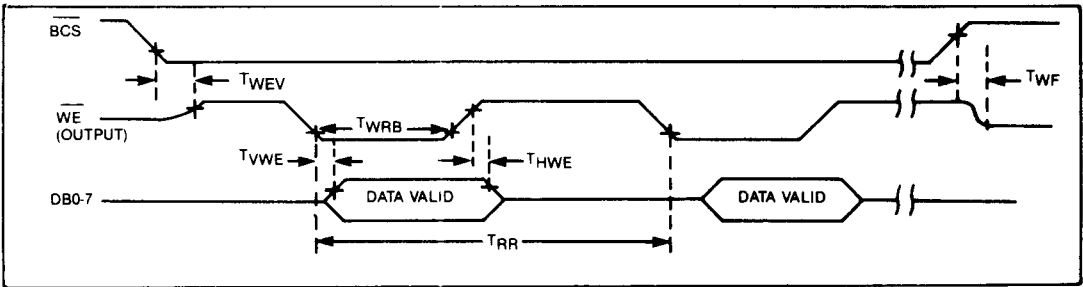 BCS
TWEV
TWF
WE
(OUTPUT)
TWRB
TVWE
THWE
DB0-7
DATA VALID
DATA VALID
TRR